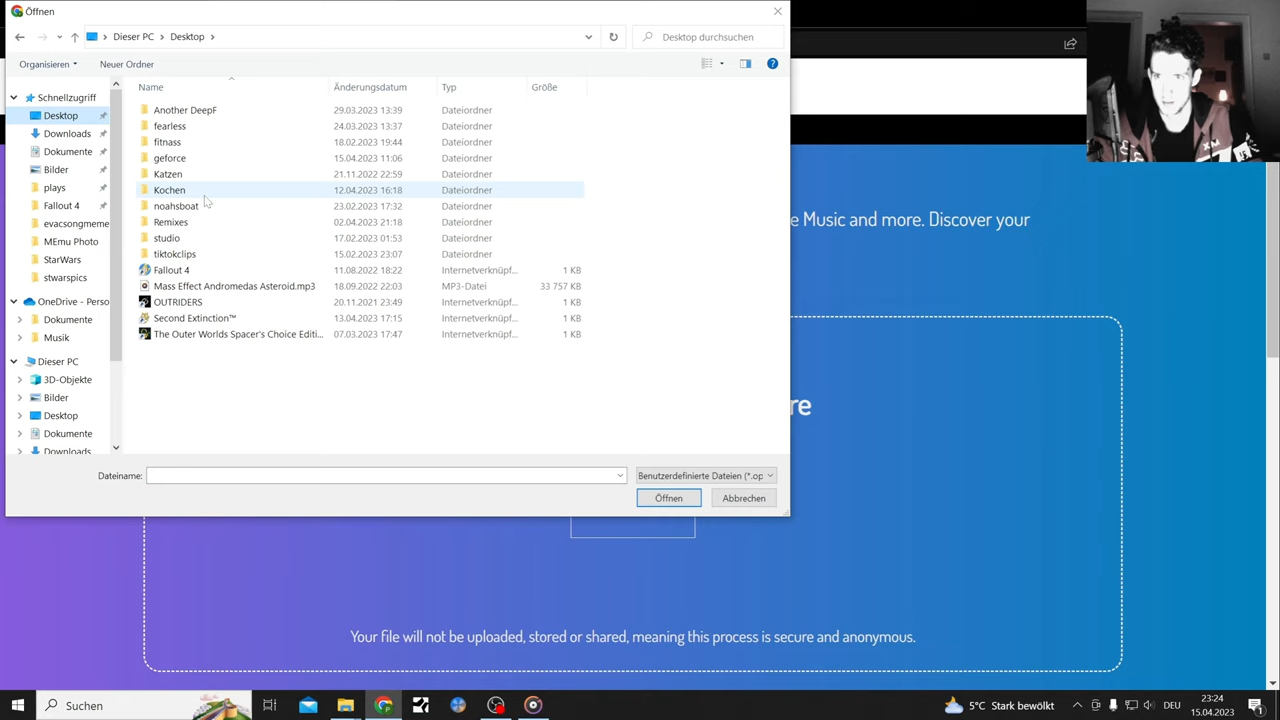 Öffnen
Dieser PC > Desktop >
Desktop durchsuchen
Organisieren
Neuer Ordner
Name Änderungsdatum Typ Größe
Schnellzugriff
Desktop
Downloads
Dokumente
Bilder
plays
Fallout 4
evacsongmeme
MEmu Photo
StarWars
starwspics
OneDrive - Perso
Dokumente
Musik
Dieser PC
3D-Objekte
Bilder
Desktop
Dokumente
Downloads
Another DeepF 29.03.2023 13:39 Dateiordner
fearless 24.03.2023 13:37 Dateiordner
fitnass 18.02.2023 19:44 Dateiordner
geforce 15.04.2023 11:06 Dateiordner
Katzen 21.11.2022 22:59 Dateiordner
Kochen 12.04.2023 16:18 Dateiordner
noahsboat 23.02.2023 17:32 Dateiordner
Remixes 02.04.2023 21:18 Dateiordner
studio 17.02.2023 01:53 Dateiordner
tiktokclips 15.02.2023 23:07 Dateiordner
Fallout 4 11.08.2022 18:22 Internetverknüpf... 1 KB
Mass Effect Andromedas Asteroid.mp3 18.09.2022 22:03 MP3-Datei 33 757 KB
OUTRIDERS 20.11.2021 23:49 Internetverknüpf... 1 KB
Second Extinction™ 13.04.2023 17:15 Internetverknüpf... 1 KB
The Outer Worlds Spacer's Choice Editi... 07.03.2023 17:47 Internetverknüpf... 1 KB
Dateiname:
Benutzerdefinierte Dateien (*.op
Öffnen
Abbrechen
e Music and more. Discover your
re
Your file will not be uploaded, stored or shared, meaning this process is secure and anonymous.
Suchen
5°C Stark bewölkt
DEU
23:24
15.04.2023